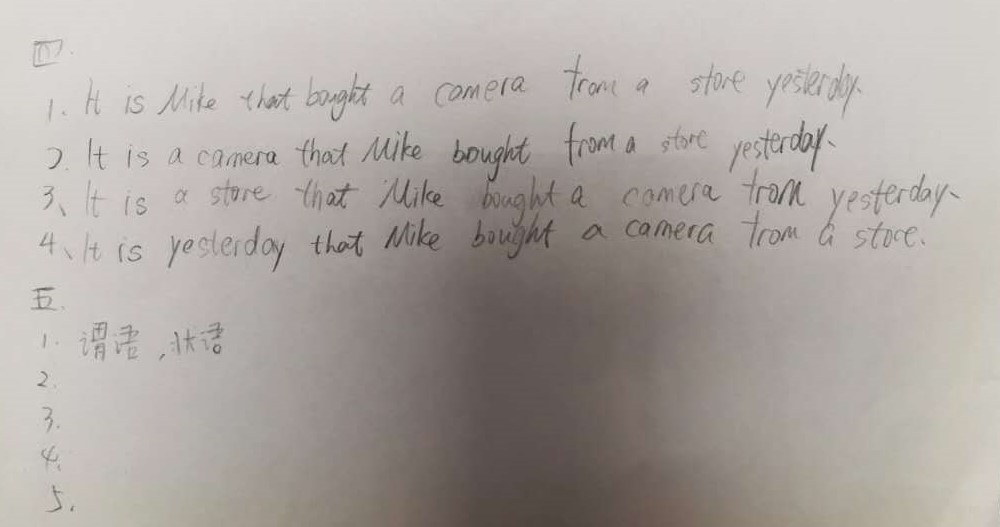 四.
1. It is Mike that bought a camera from a store yesterday.
2. It is a camera that Mike bought from a store yesterday.
3、It is a store that Mike bought a camera from yesterday.
4、It is yesterday that Mike bought a camera from a store.
五.
1. 谓语,状语
2.
3.
4.
5.